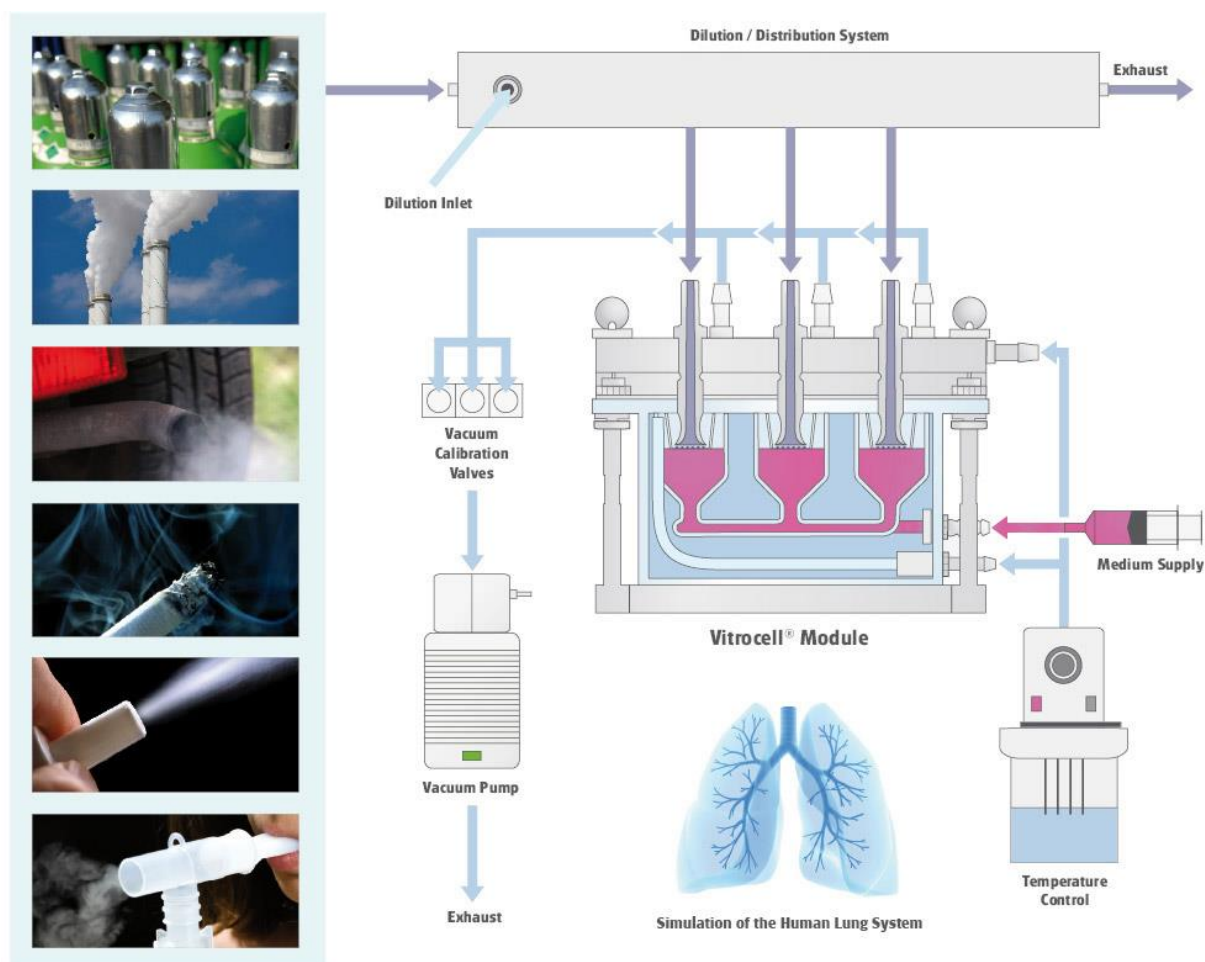 Dilution / Distribution System
Exhaust
Dilution Inlet
Vacuum
Calibration
Valves
Medium Supply
Vitrocell® Module
Vacuum Pump
Temperature
Control
Exhaust
Simulation of the Human Lung System